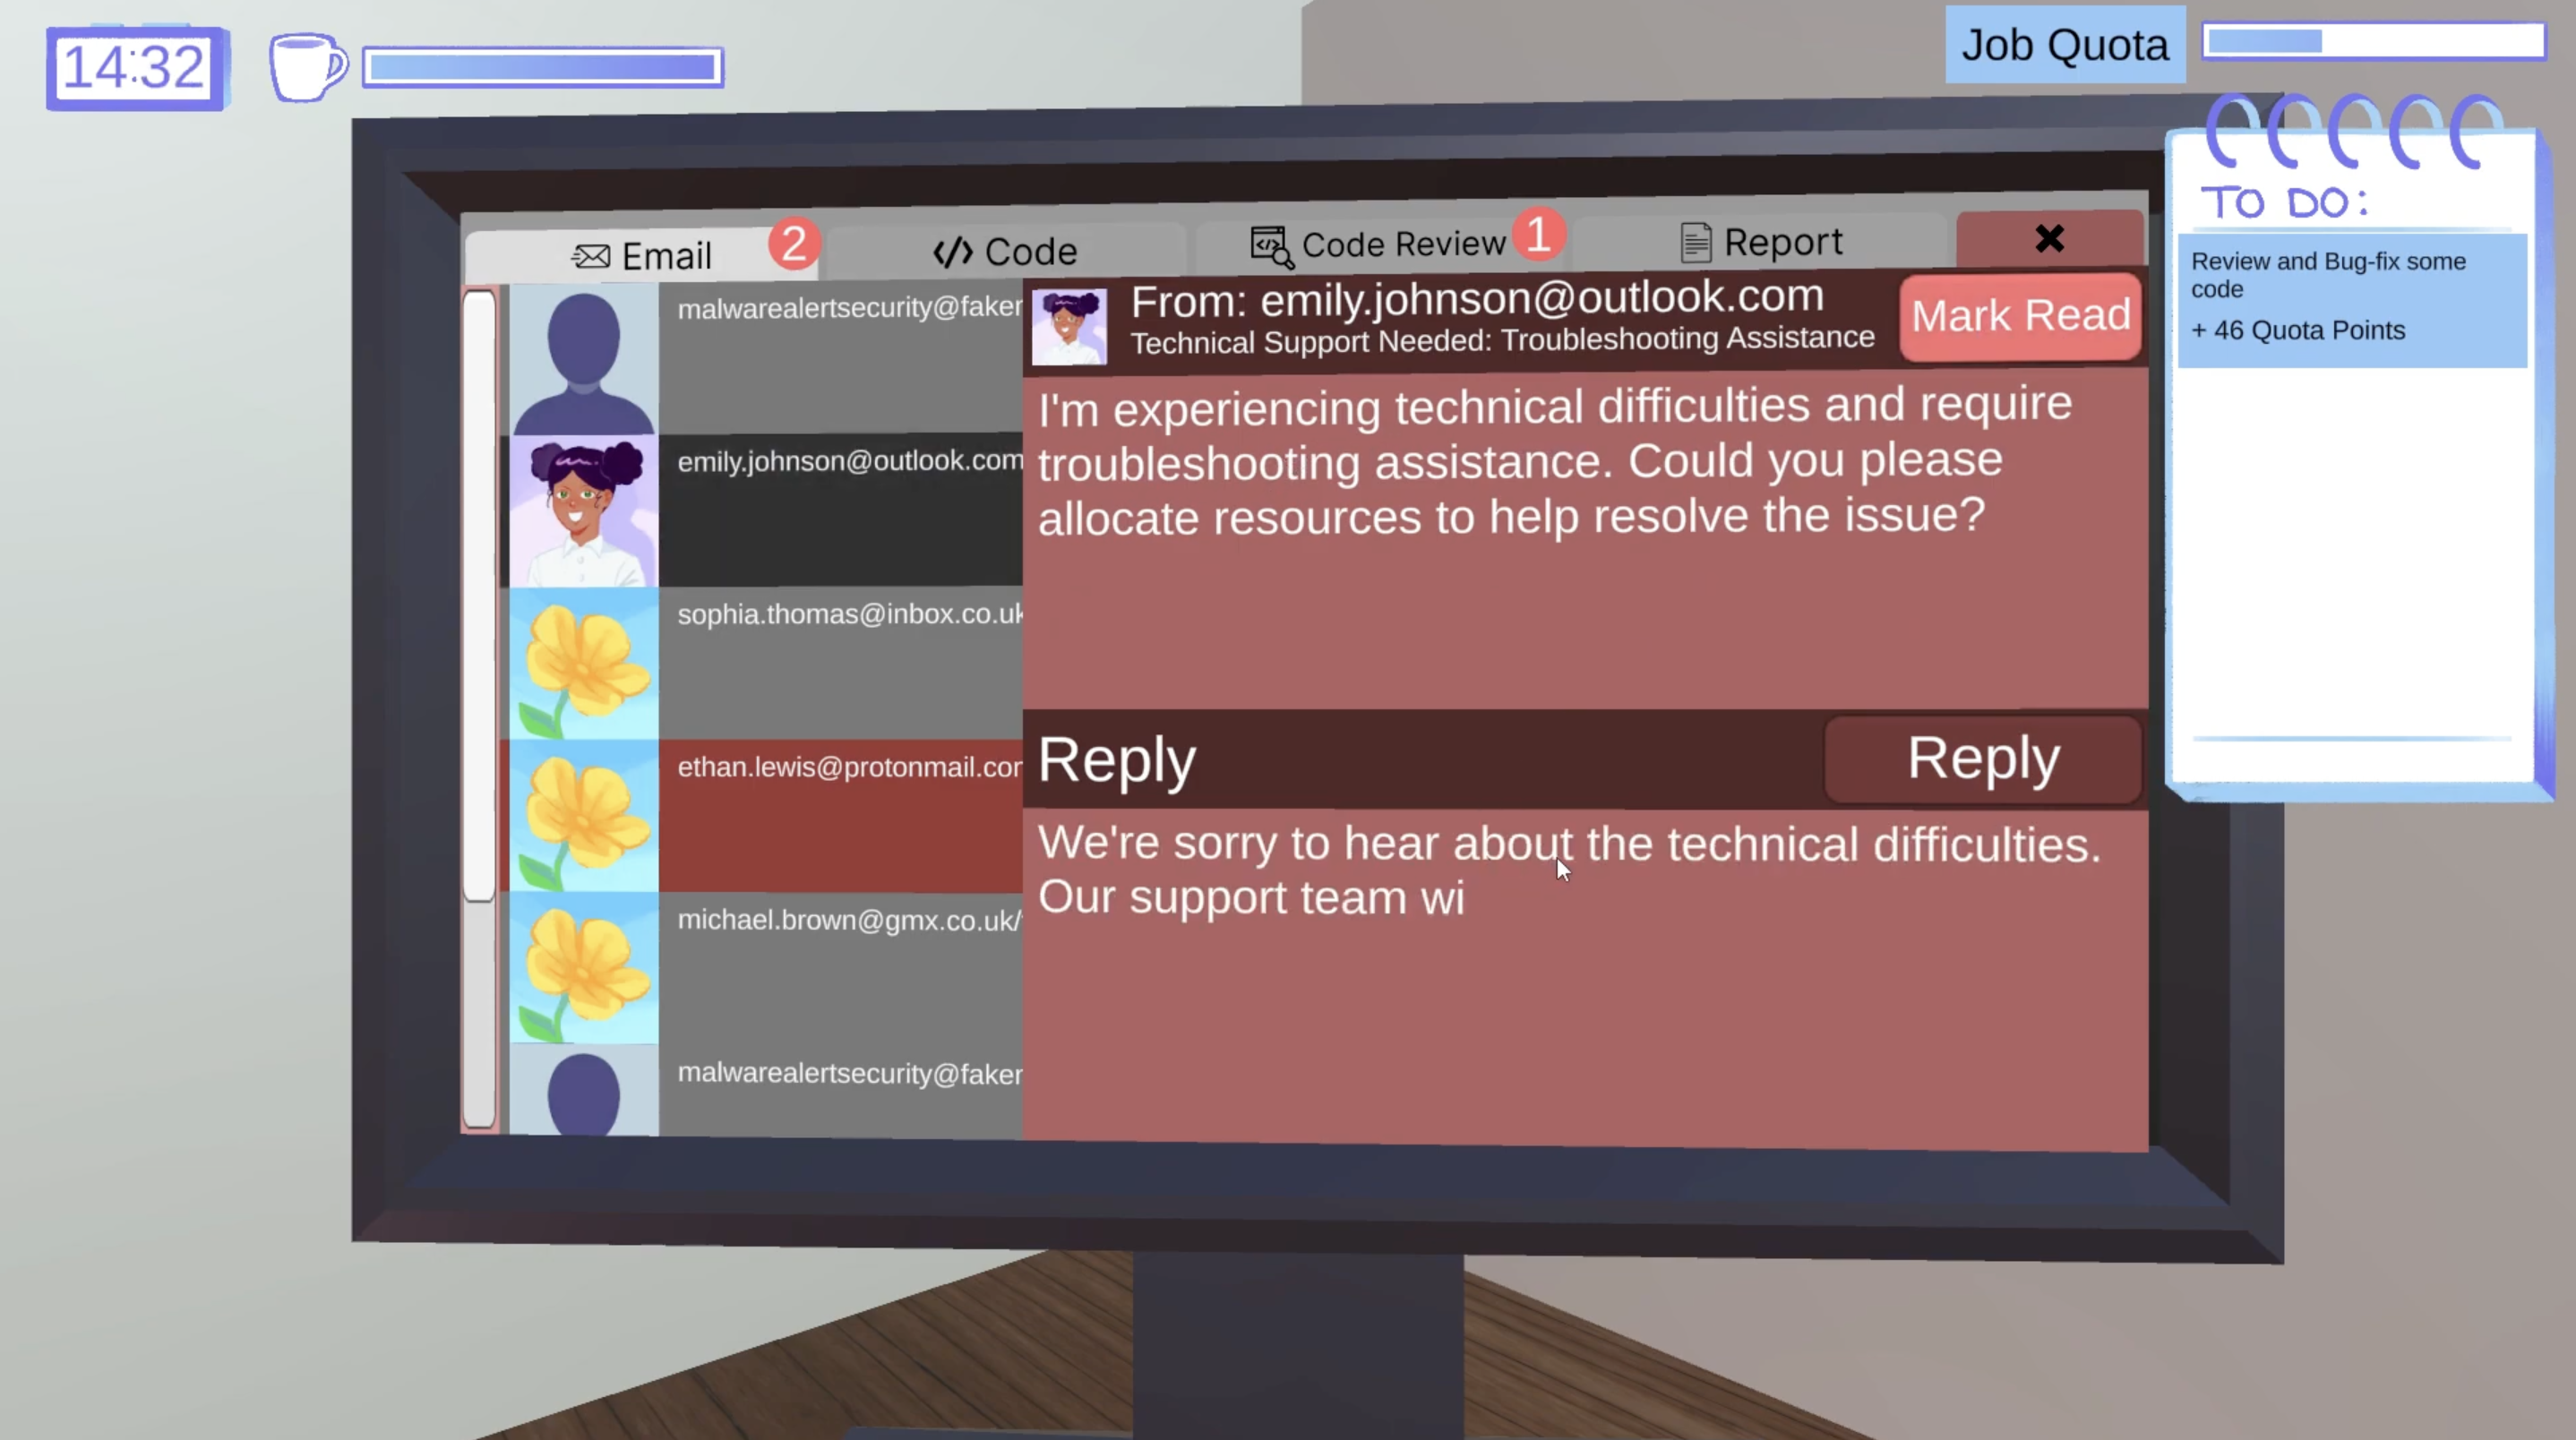 14:32
Job Quota
TO DO:
Review and Bug-fix some
code
+ 46 Quota Points
Email
2
</> Code
Code Review
1
Report
malwarealertsecurity@faker
emily.johnson@outlook.com
sophia.thomas@inbox.co.uk
ethan.lewis@protonmail.con
michael.brown@gmx.co.uk/
malwarealertsecurity@faker
From: emily.johnson@outlook.com
Technical Support Needed: Troubleshooting Assistance
Mark Read
I'm experiencing technical difficulties and require
troubleshooting assistance. Could you please
allocate resources to help resolve the issue?
Reply
Reply
We're sorry to hear about the technical difficulties.
Our support team wi